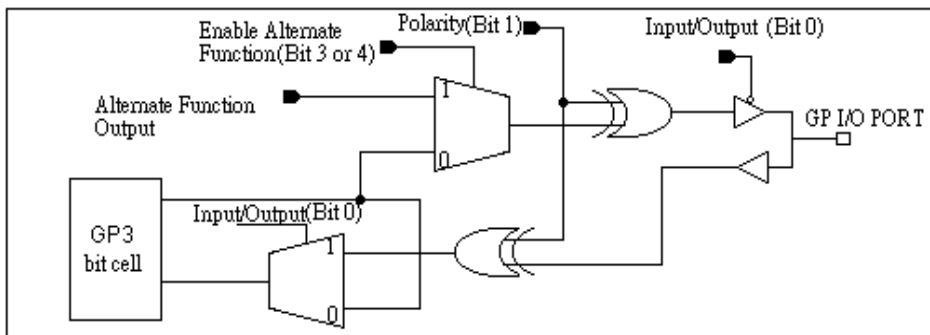 Enable Alternate
Function(Bit 3 or 4)
Polarity(Bit 1)
Input/Output (Bit 0)
1
Alternate Function
Output
GP I/O PORT
0
Input/Output(Bit 0)
GP3
bit cell
1
0